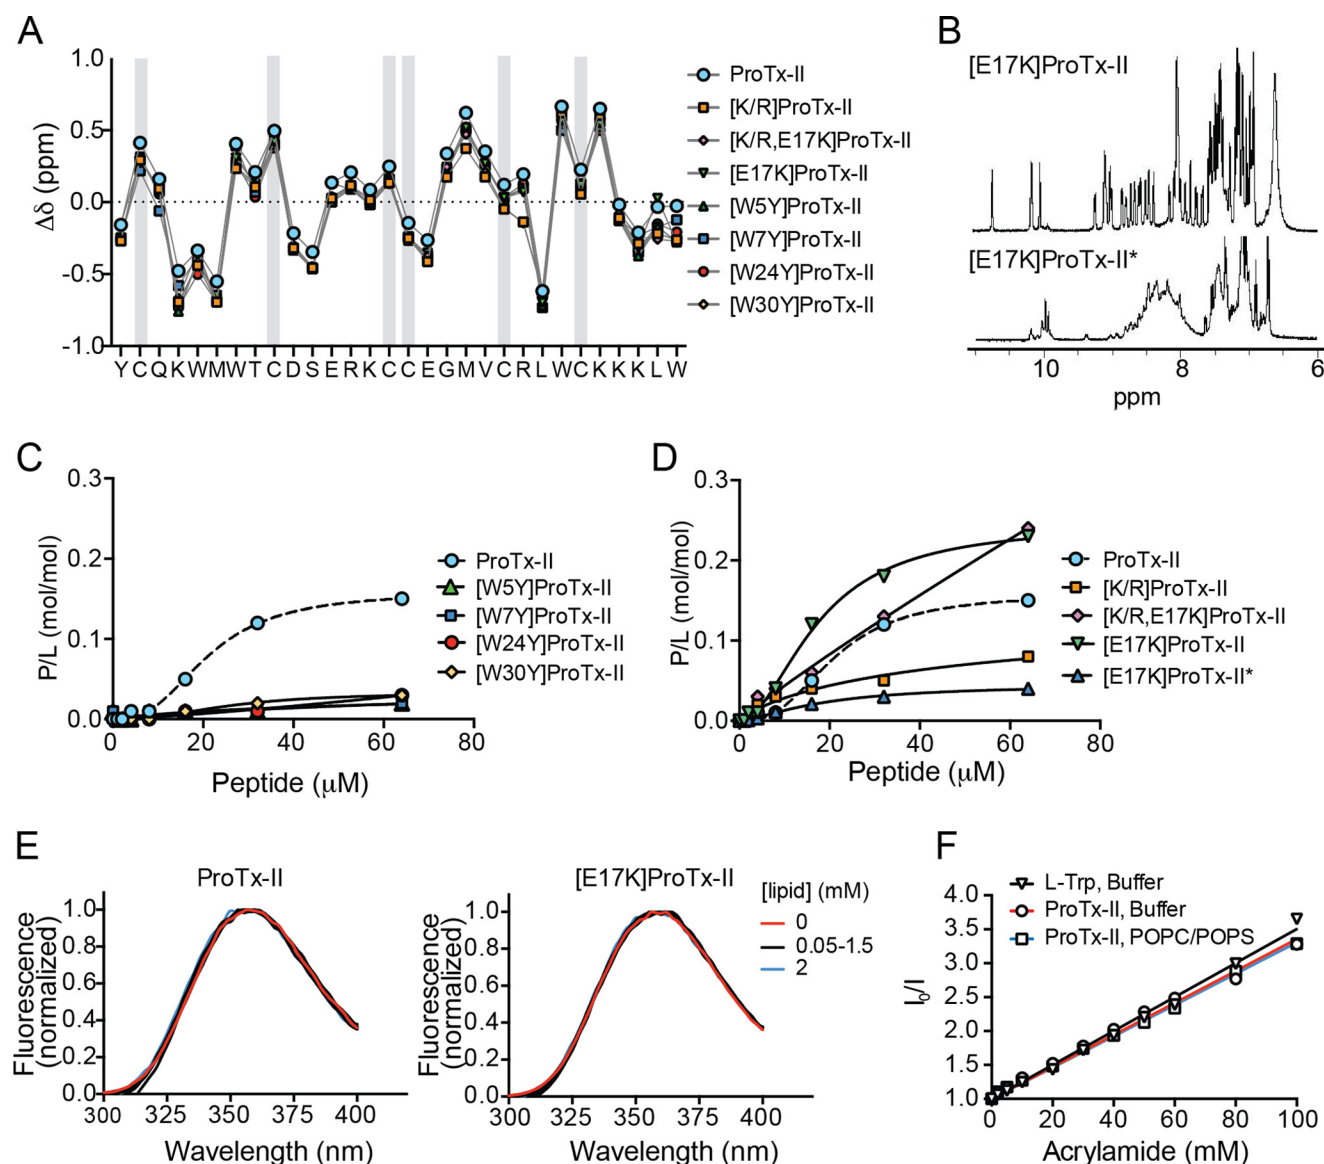 A
Δδ (ppm)
1.0
0.5
0.0
-0.5
-1.0
Y C Q K W M W T C D S E R K C C E G M V C R L W C K K K L W
ProTx-II
[K/R]ProTx-II
[K/R,E17K]ProTx-II
[E17K]ProTx-II
[W5Y]ProTx-II
[W7Y]ProTx-II
[W24Y]ProTx-II
[W30Y]ProTx-II
B
[E17K]ProTx-II
[E17K]ProTx-II*
10 8 6
ppm
C
P/L (mol/mol)
0.3
0.2
0.1
0.0
0 20 40 60 80
Peptide (μM)
ProTx-II
[W5Y]ProTx-II
[W7Y]ProTx-II
[W24Y]ProTx-II
[W30Y]ProTx-II
D
P/L (mol/mol)
0.3
0.2
0.1
0.0
0 20 40 60 80
Peptide (μM)
ProTx-II
[K/R]ProTx-II
[K/R,E17K]ProTx-II
[E17K]ProTx-II
[E17K]ProTx-II*
E
ProTx-II
Fluorescence
(normalized)
1.0
0.8
0.6
0.4
0.2
0.0
300 325 350 375 400
Wavelength (nm)
[E17K]ProTx-II
Fluorescence
(normalized)
1.0
0.8
0.6
0.4
0.2
0.0
300 325 350 375 400
Wavelength (nm)
[lipid] (mM)
0
0.05-1.5
2
F
L-Trp, Buffer
ProTx-II, Buffer
ProTx-II, POPC/POPS
I0/I
4.0
3.5
3.0
2.5
2.0
1.5
1.0
0 20 40 60 80 100
Acrylamide (mM)